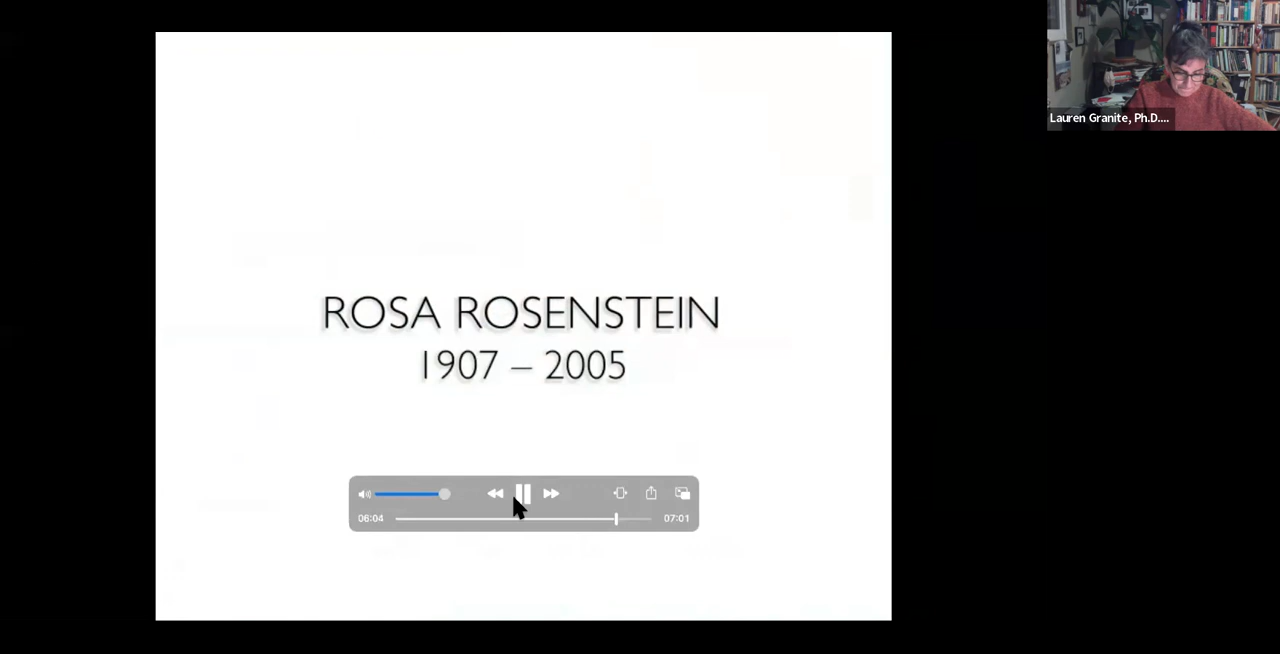 Lauren Granite, Ph.D....
ROSA ROSENSTEIN
1907 – 2005
06:04
07:01